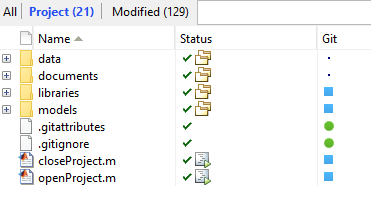 All Project (21) Modified (129)
Name Status Git
data
documents
libraries
models
.gitattributes
.gitignore
closeProject.m
openProject.m